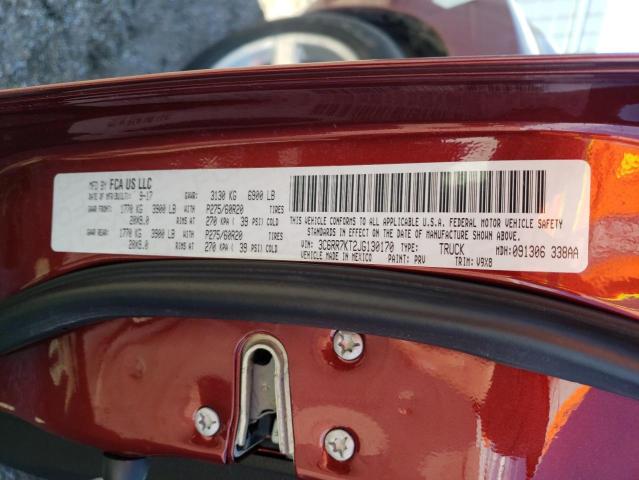 MFD BY FCA US LLC
DATE OF MFR/BUILT: 9-17 GVWR: 3130 KG 6900 LB
GAWR FRONT: 1770 KG 3900 LB WITH P275/60R20 TIRES
20X9.0 RIMS AT 270 KPA ( 39 PSI) COLD
GAWR REAR: 1770 KG 3900 LB WITH P275/60R20 TIRES
20X9.0 RIMS AT 270 KPA ( 39 PSI) COLD
THIS VEHICLE CONFORMS TO ALL APPLICABLE U.S.A. FEDERAL MOTOR VEHICLE SAFETY
STANDARDS IN EFFECT ON THE DATE OF MANUFACTURE SHOWN ABOVE.
VIN: 3C6RR7KT2JG130170 TYPE: TRUCK MDH: 091306 338AA
VEHICLE MADE IN MEXICO PAINT: PRV TRIM: V9X8